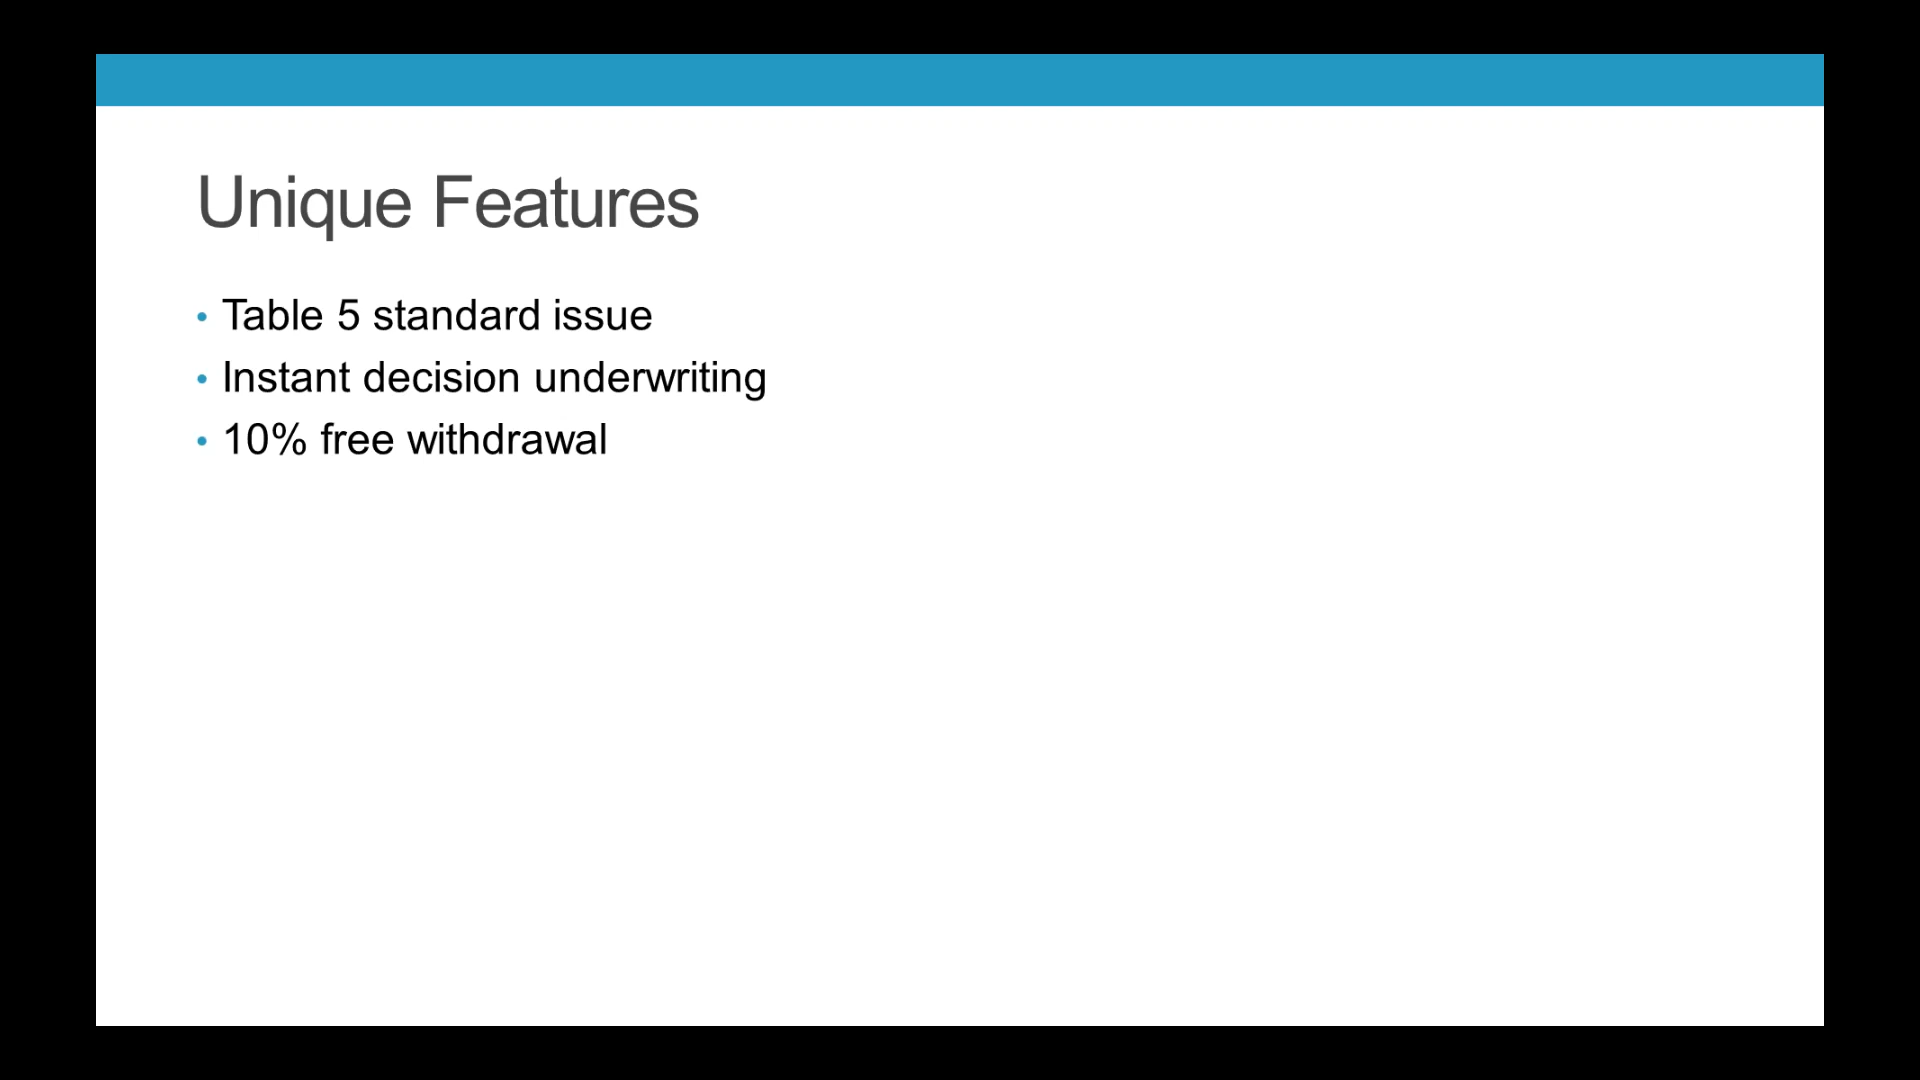 Unique Features
• Table 5 standard issue
• Instant decision underwriting
• 10% free withdrawal